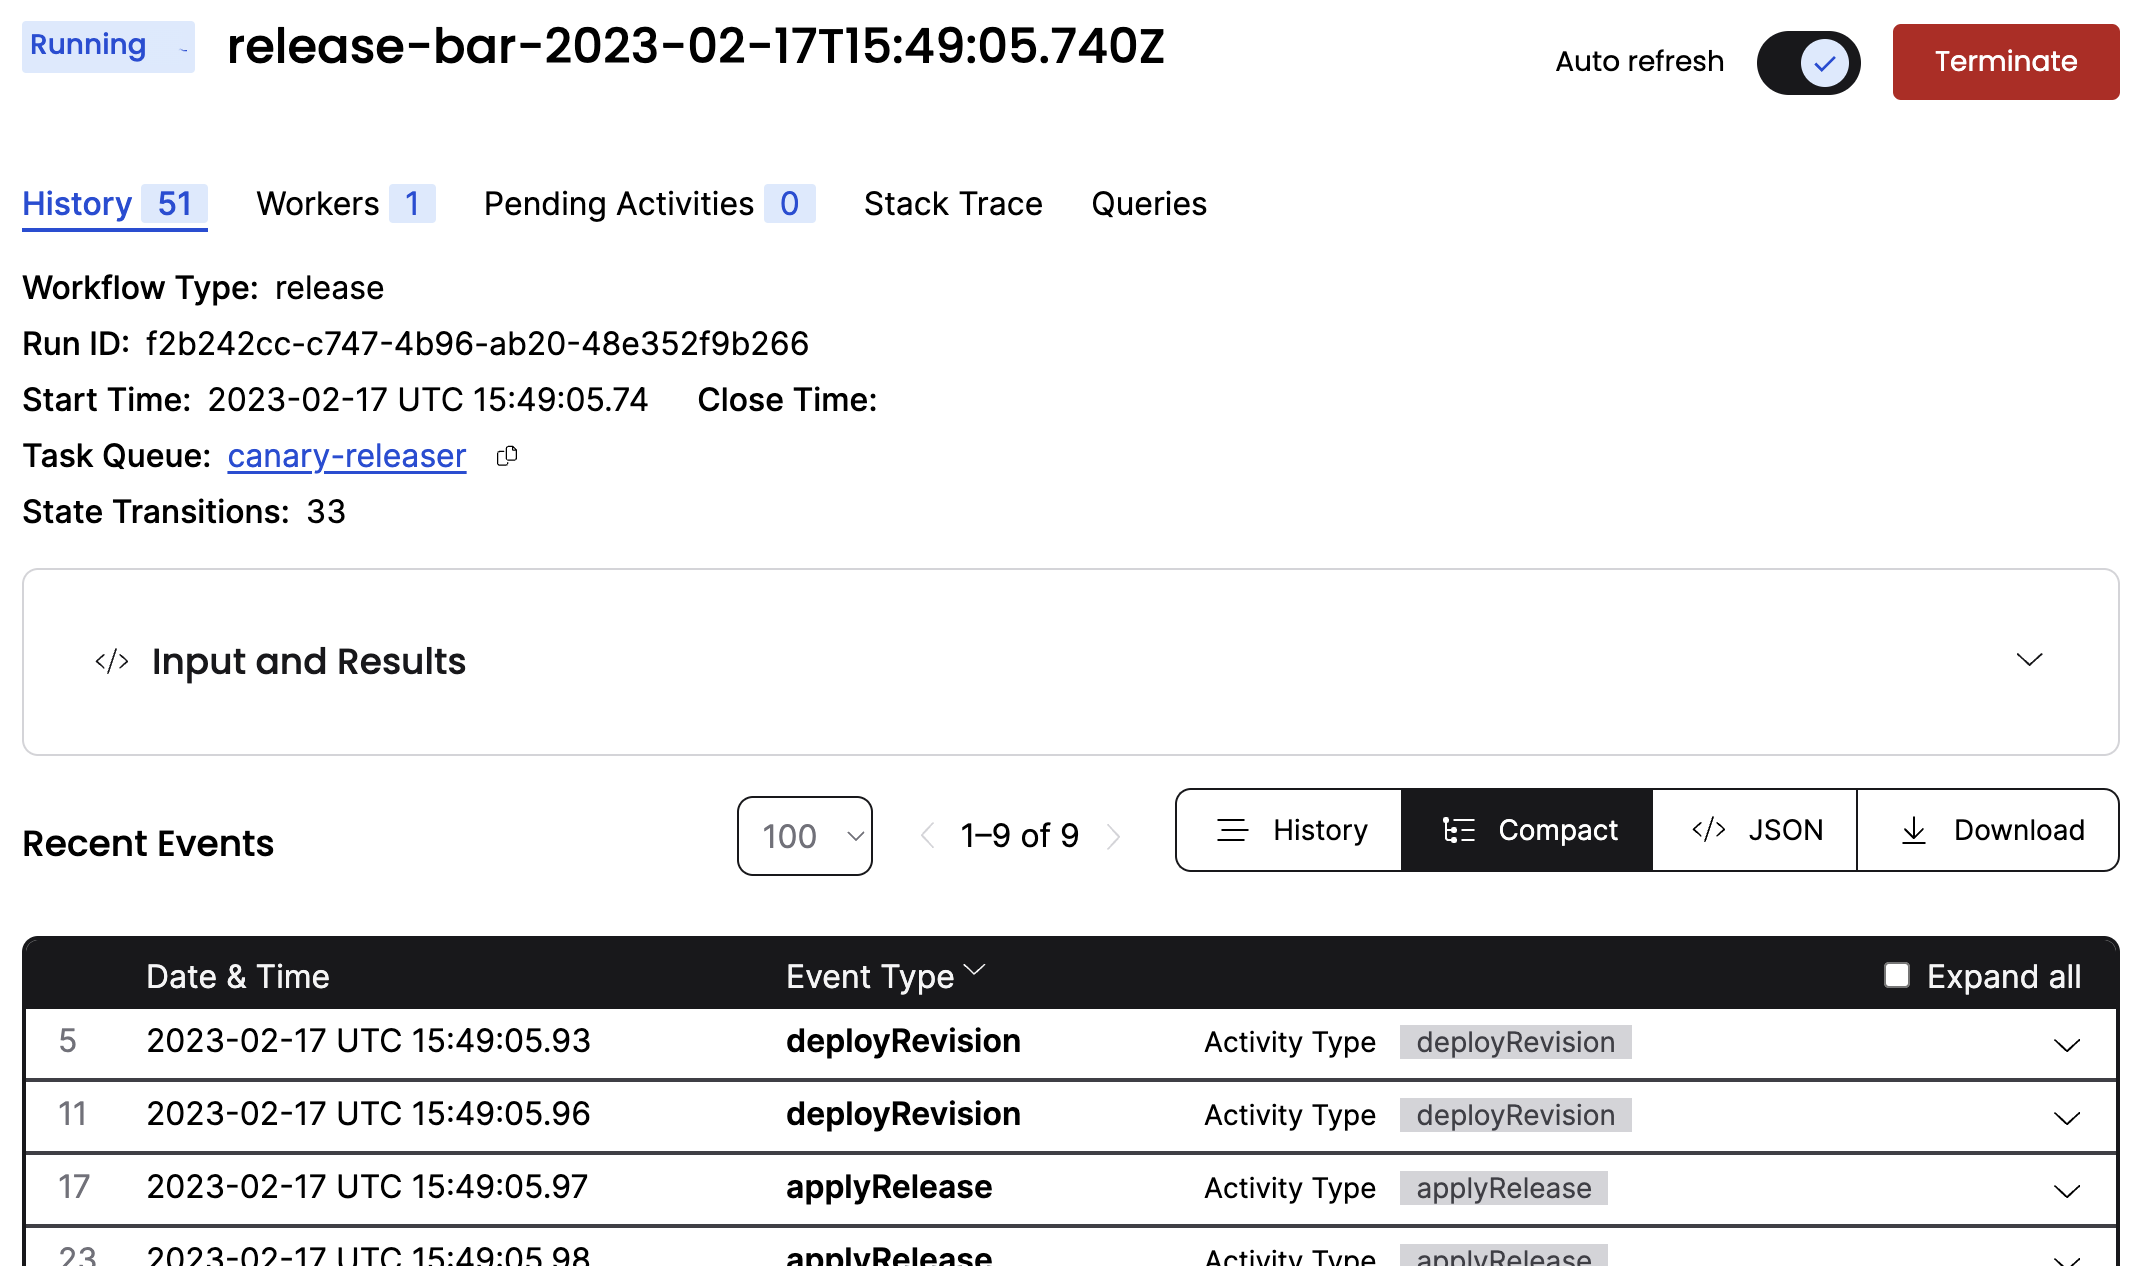 Running release-bar-2023-02-17T15:49:05.740Z Auto refresh Terminate
History 51 Workers 1 Pending Activities 0 Stack Trace Queries
Workflow Type: release
Run ID: f2b242cc-c747-4b96-ab20-48e352f9b266
Start Time: 2023-02-17 UTC 15:49:05.74 Close Time:
Task Queue: canary-releaser
State Transitions: 33
</> Input and Results
Recent Events 100 1–9 of 9 History Compact </> JSON Download
Date & Time Event Type Expand all
5 2023-02-17 UTC 15:49:05.93 deployRevision Activity Type deployRevision
11 2023-02-17 UTC 15:49:05.96 deployRevision Activity Type deployRevision
17 2023-02-17 UTC 15:49:05.97 applyRelease Activity Type applyRelease
23 2023-02-17 UTC 15:49:05.98 applyRelease Activity Type applyRelease